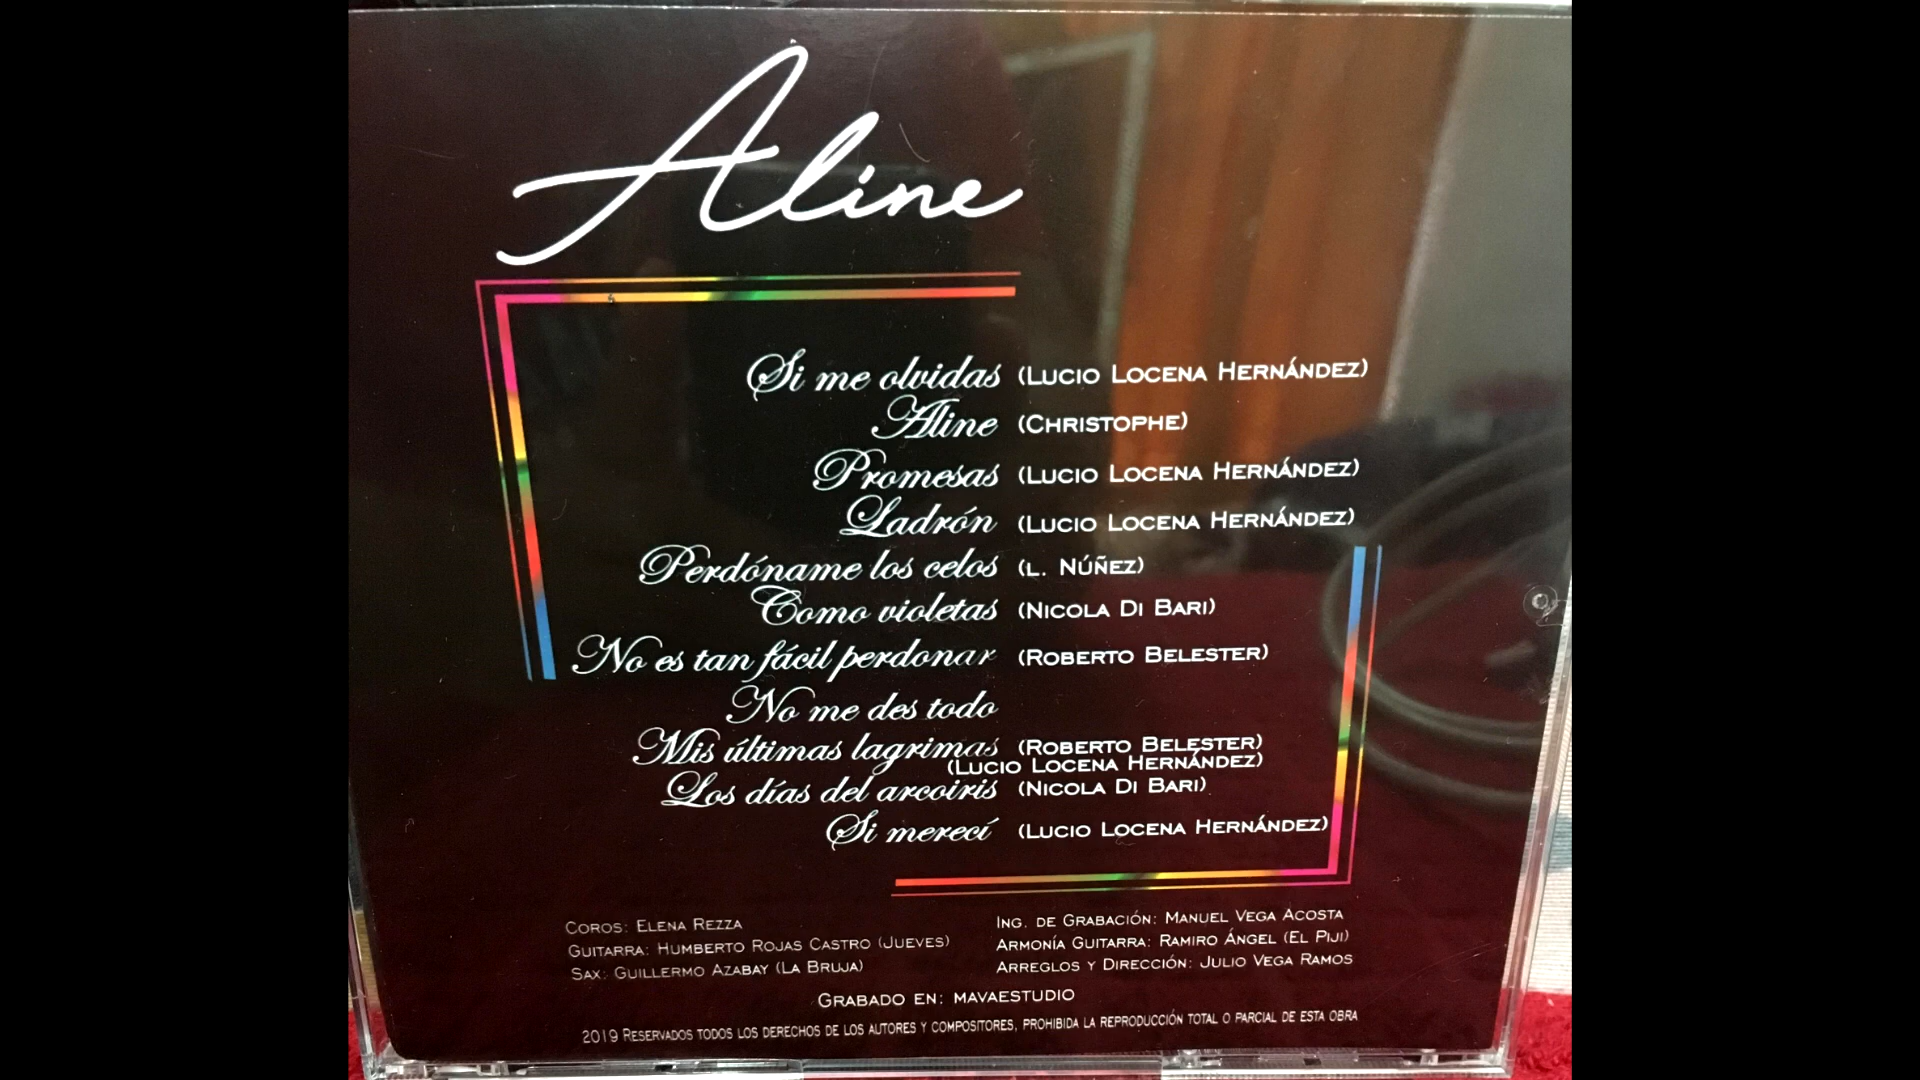 Aline
Si me olvidas (Lucio Locena Hernández)
Aline (Christophe)
Promesas (Lucio Locena Hernández)
Ladrón (Lucio Locena Hernández)
Perdóname los celos (L. Núñez)
Como violetas (Nicola Di Bari)
No es tan fácil perdonar (Roberto Belester)
No me des todo
Mis últimas lagrimas (Roberto Belester)
(Lucio Locena Hernández)
Los días del arcoiris (Nicola Di Bari)
Si merecí (Lucio Locena Hernández)
Coros: Elena Rezza
Guitarra: Humberto Rojas Castro (Jueves)
Sax: Guillermo Azabay (La Bruja)
Ing. de Grabación: Manuel Vega Acosta
Armonía Guitarra: Ramiro Ángel (El Piji)
Arreglos y Dirección: Julio Vega Ramos
Grabado en: mavaestudio
2019 Reservados todos los derechos de los autores y compositores, prohibida la reproducción total o parcial de esta obra